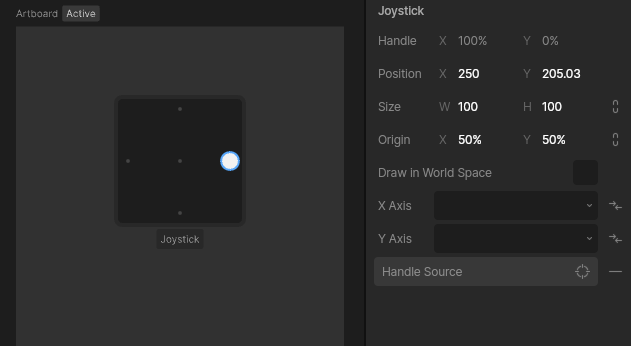 Artboard Active
Joystick
Joystick
Handle X 100% Y 0%
Position X 250 Y 205.03
Size W 100 H 100
Origin X 50% Y 50%
Draw in World Space
X Axis
Y Axis
Handle Source